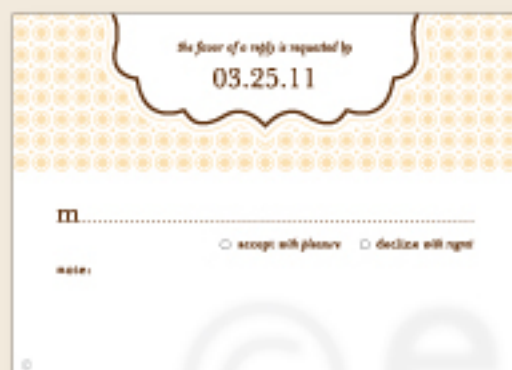 the favor of a reply is requested by
03.25.11
m
accept with pleasure decline with regret
note:
© e
©